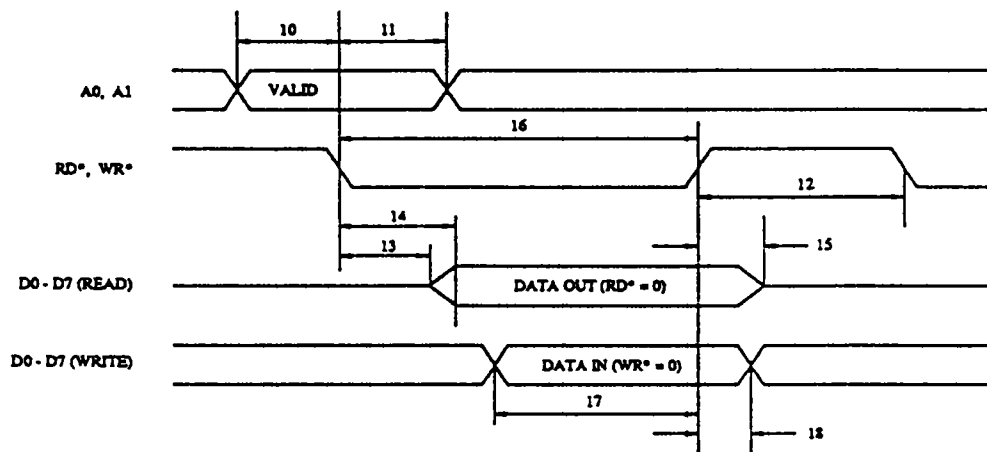 10 11
A0, A1 VALID
16
RD*, WR*
12
14
13 15
D0 - D7 (READ) DATA OUT (RD* = 0)
D0 - D7 (WRITE) DATA IN (WR* = 0)
17
18